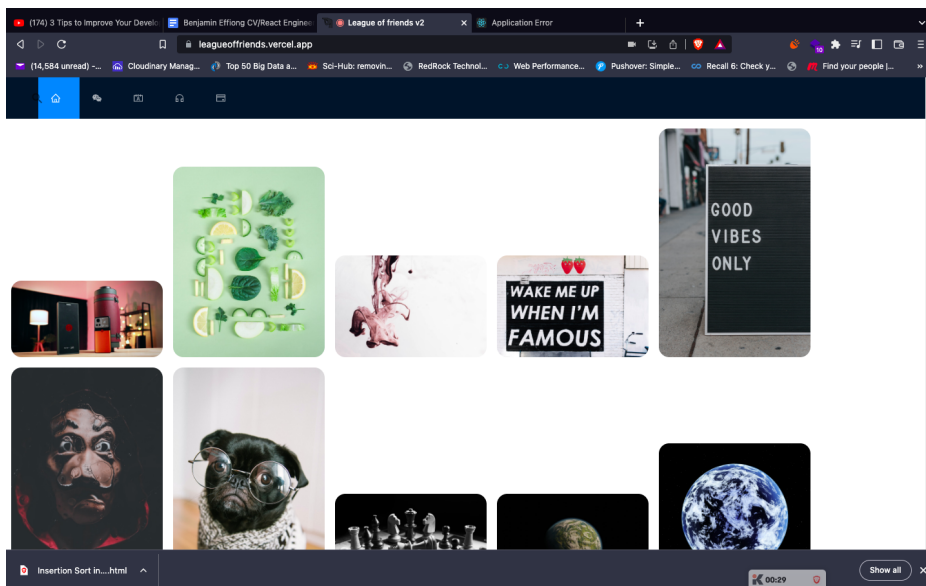 (174) 3 Tips to Improve Your Develo
Benjamin Effiong CV/React Enginee
League of friends v2
Application Error
leagueoffriends.vercel.app
10
(14,584 unread) -...
Cloudinary Manag...
Top 50 Big Data a...
Sci-Hub: removin...
RedRock Technol...
Web Performance...
Pushover: Simple...
Recall 6: Check y...
Find your people |...
GOOD
VIBES
ONLY
WAKE ME UP
WHEN I'M
FAMOUS
Insertion Sort in....html
00:29
Show all